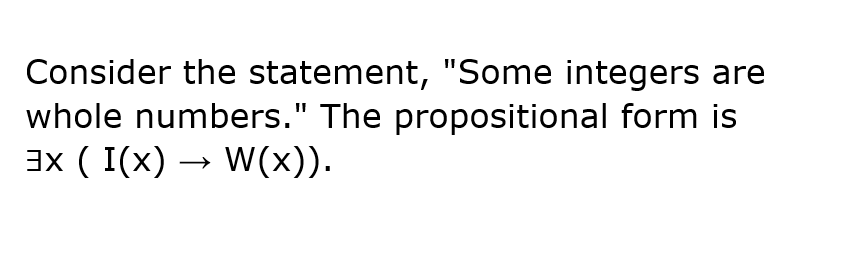 Consider the statement, "Some integers are
whole numbers." The propositional form is
∃x ( I(x) → W(x)).